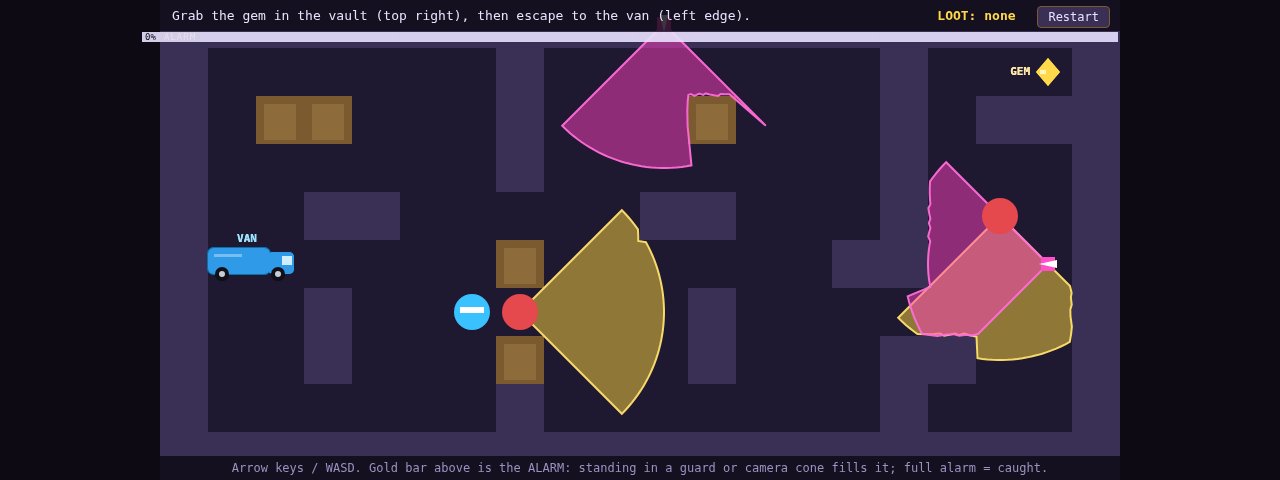 Grab the gem in the vault (top right), then escape to the van (left edge).
LOOT: none
Restart
0% ALARM
GEM
VAN
Arrow keys / WASD. Gold bar above is the ALARM: standing in a guard or camera cone fills it; full alarm = caught.